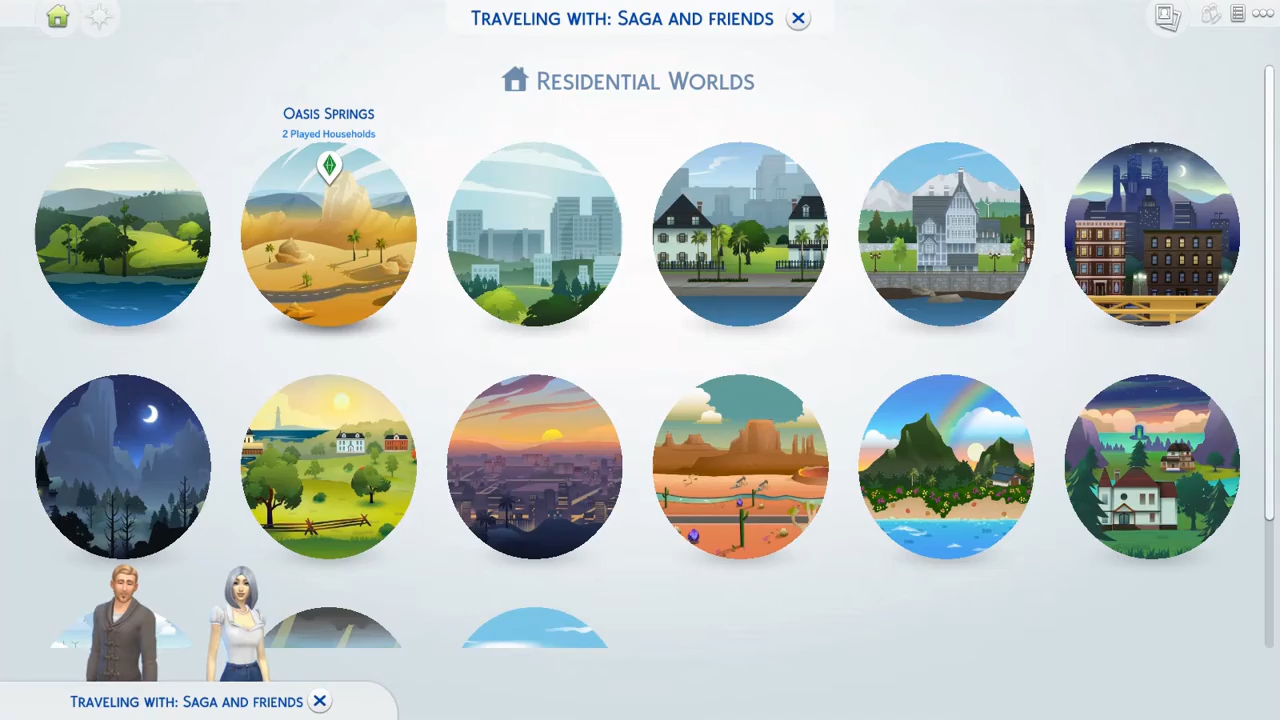 Traveling with: Saga and friends
Residential Worlds
Oasis Springs
2 Played Households
Traveling with: Saga and friends